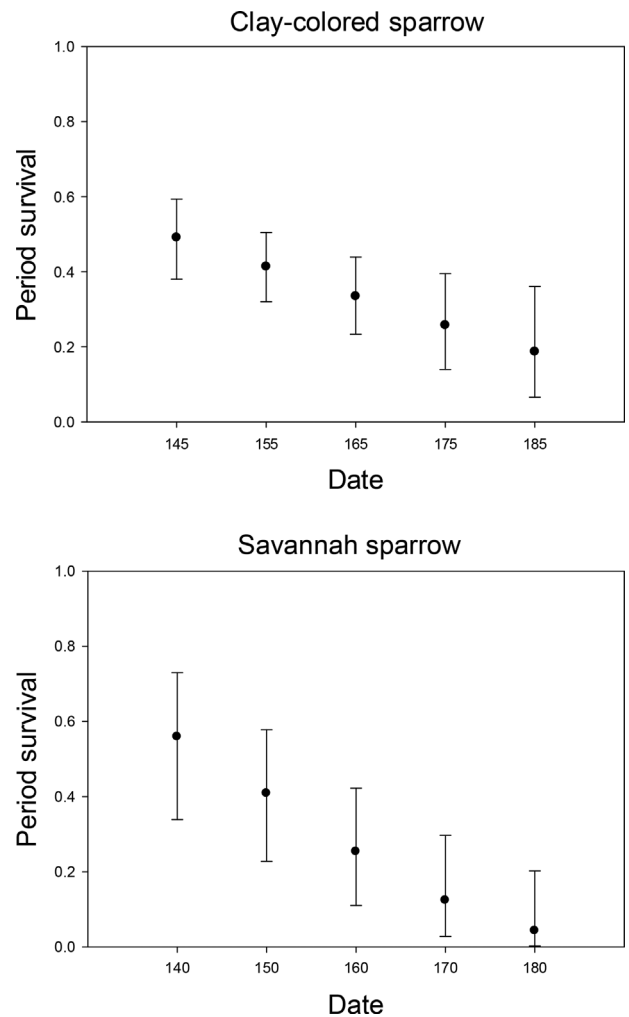 Clay-colored sparrow
1.0
0.8
0.6
0.4
0.2
0.0
Period survival
145 155 165 175 185
Date
Savannah sparrow
1.0
0.8
0.6
0.4
0.2
0.0
Period survival
140 150 160 170 180
Date